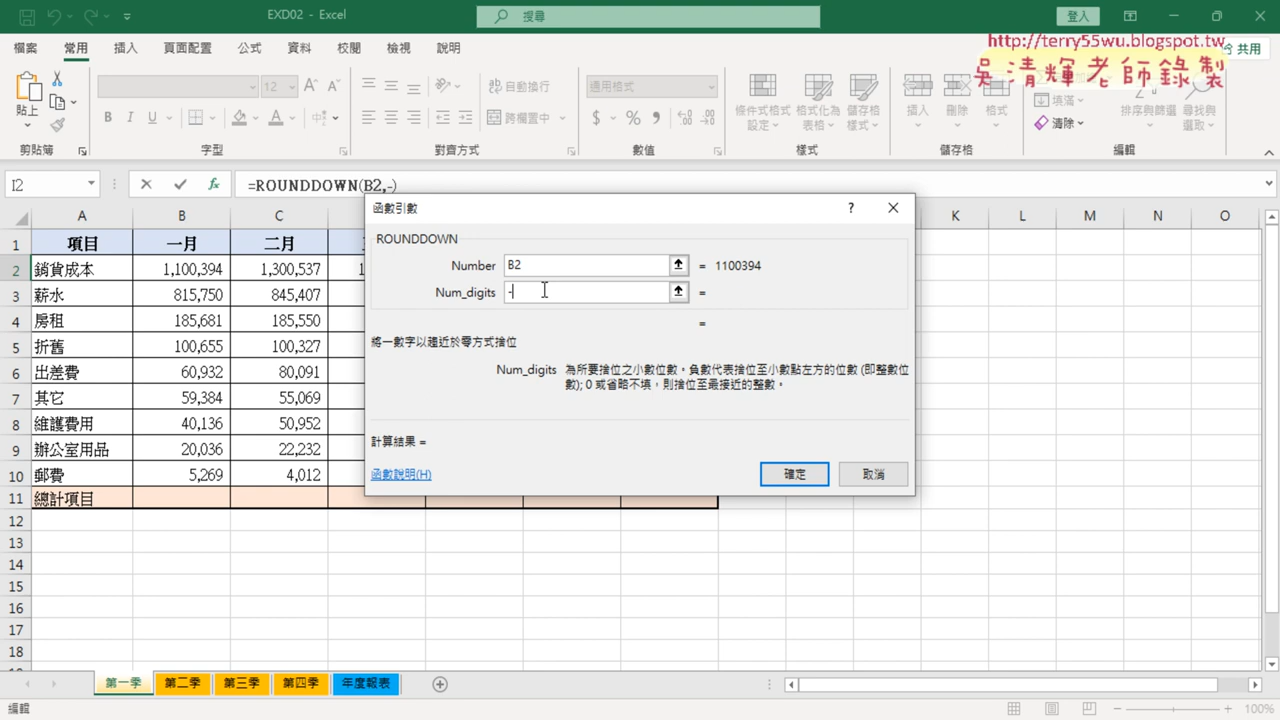 EXD02 - Excel
搜尋
登入
http://terry55wu.blogspot.tw
吳清輝老師錄製
檔案 常用 插入 頁面配置 公式 資料 校閱 檢視 說明
共用
貼上
12
B I U
自動換行
跨欄置中
通用格式
$ % ,
條件式格式設定
格式化為表格
儲存格樣式
插入 刪除 格式
填滿
清除
排序與篩選 尋找與選取
剪貼簿 字型 對齊方式 數值 樣式 儲存格 編輯
I2
=ROUNDDOWN(B2,-)
A B C K L M N O
1 項目 一月 二月
2 銷貨成本 1,100,394 1,300,537 1
3 薪水 815,750 845,407
4 房租 185,681 185,550
5 折舊 100,655 100,327
6 出差費 60,932 80,091
7 其它 59,384 55,069
8 維護費用 40,136 50,952
9 辦公室用品 20,036 22,232
10 郵費 5,269 4,012
11 總計項目
12
13
14
15
16
17
18
函數引數 ?
ROUNDDOWN
Number B2 = 1100394
Num_digits - =
=
將一數字以趨近於零方式捨位
Num_digits 為所要捨位之小數位數。負數代表捨位至小數點左方的位數 (即整數位
數); 0 或省略不填，則捨位至最接近的整數。
計算結果 =
函數說明(H)
確定 取消
第一季 第二季 第三季 第四季 年度報表
編輯
100%